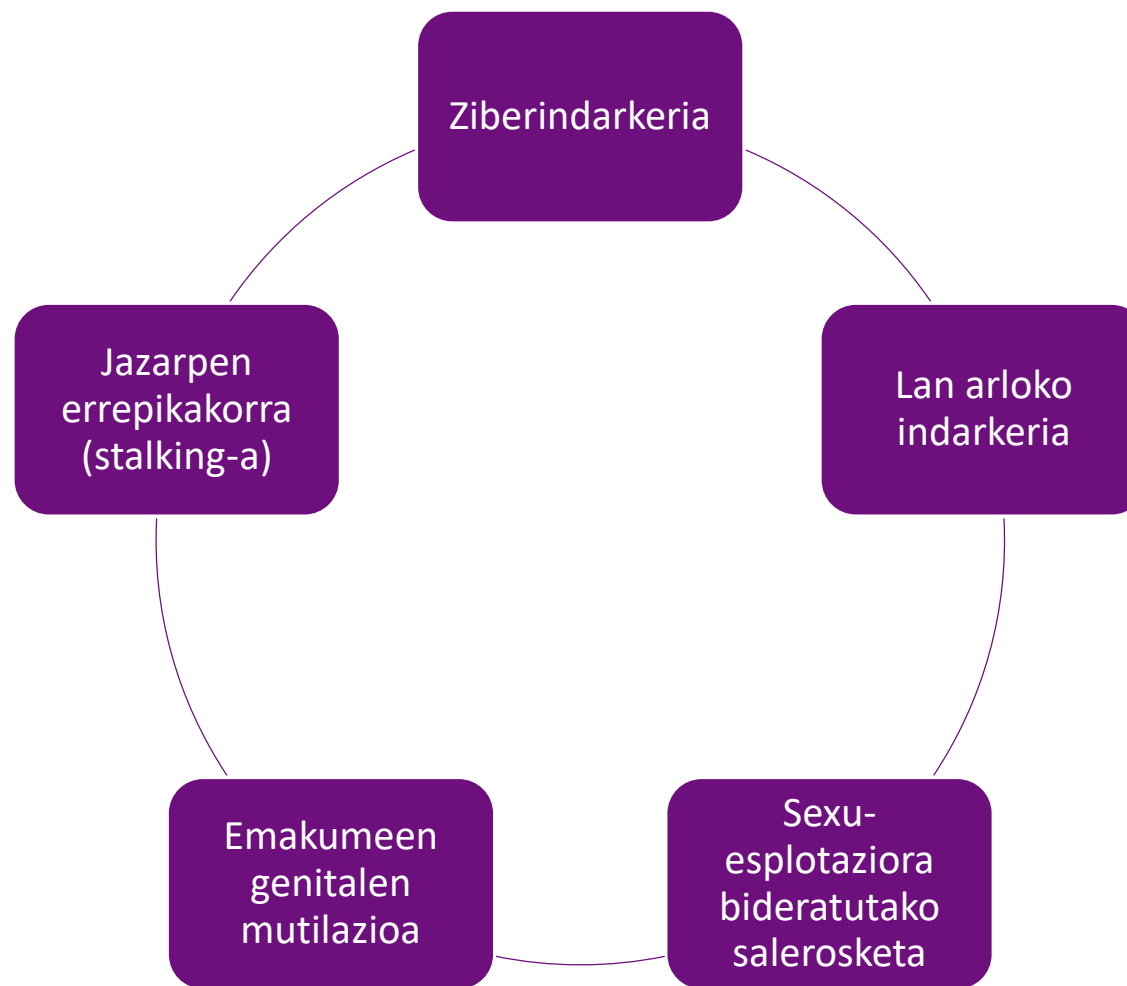 Ziberindarkeria
Jazarpen
errepikakorra
(stalking-a)
Lan arloko
indarkeria
Emakumeen
genitalen
mutilazioa
Sexu-
esplotaziora
bideratutako
salerosketa